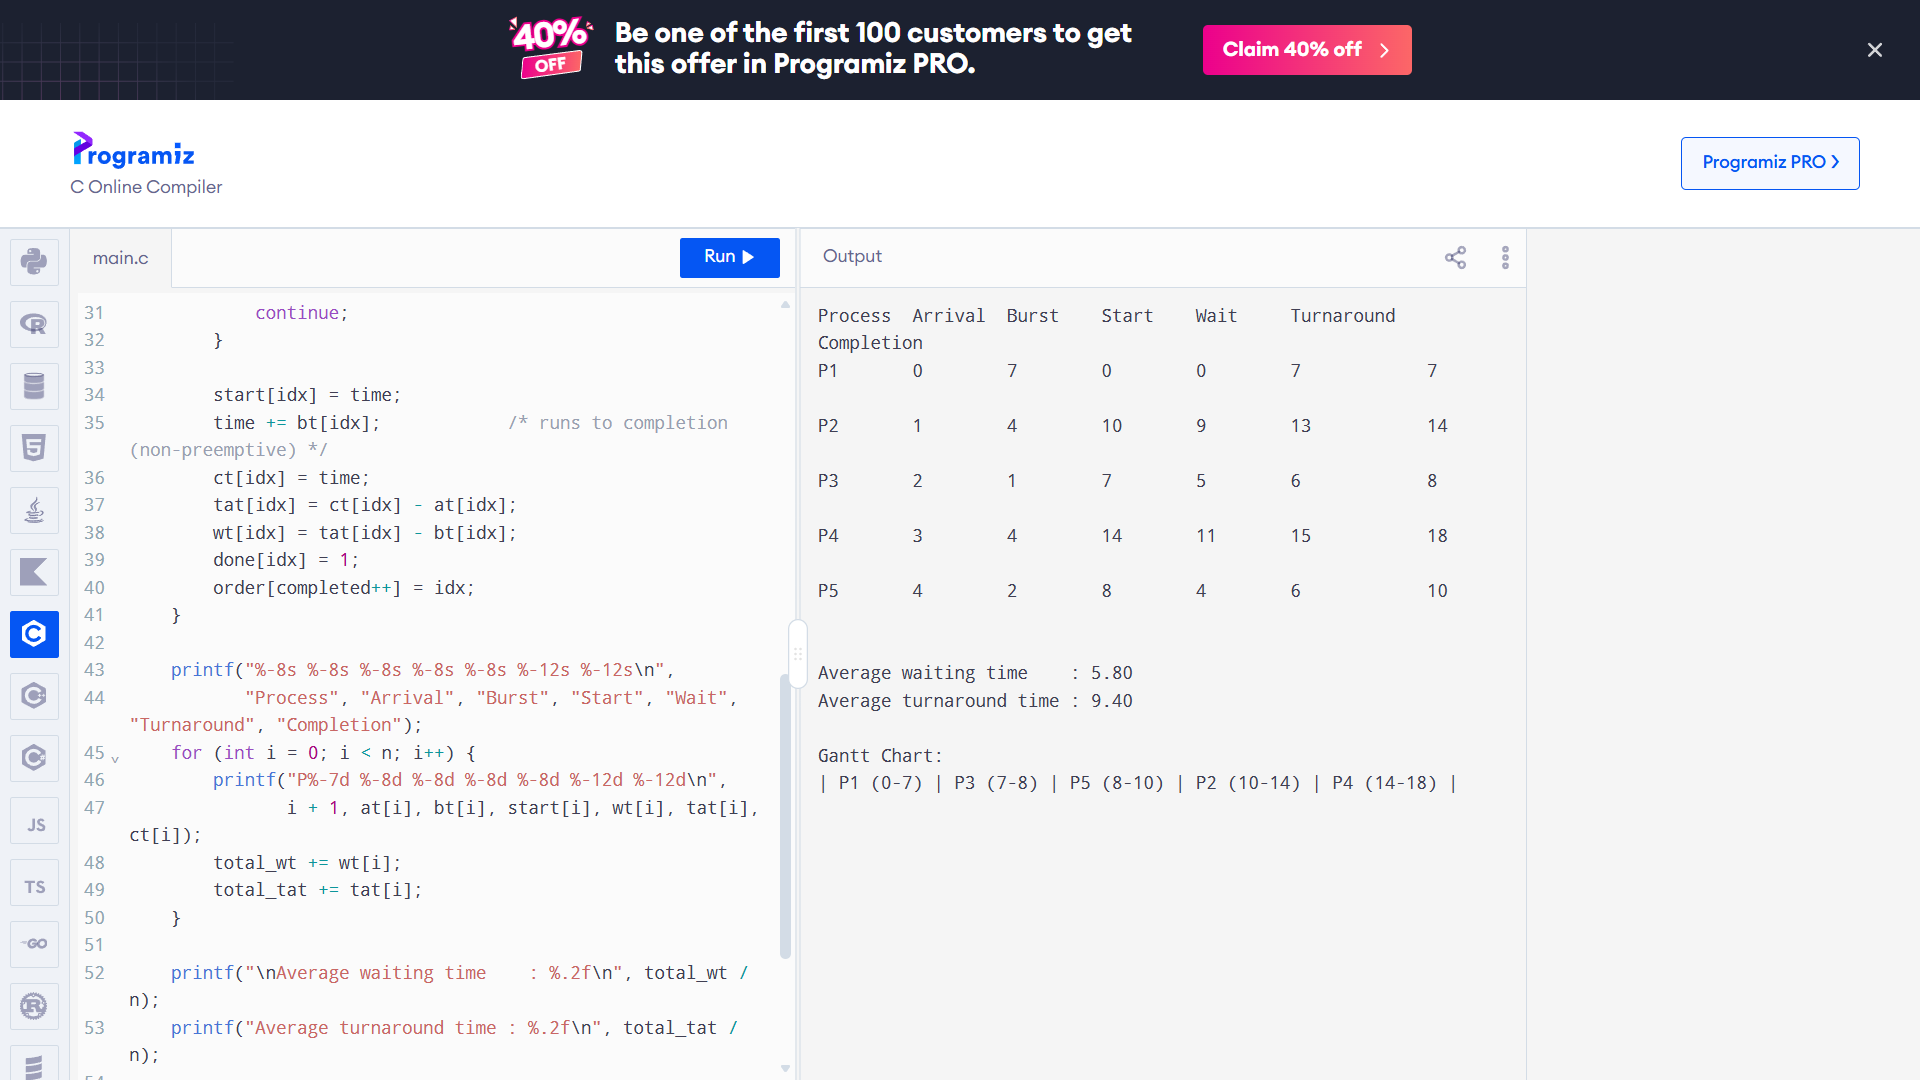 40%
OFF
Be one of the first 100 customers to get
this offer in Programiz PRO.
Claim 40% off
Programiz
C Online Compiler
Programiz PRO
main.c
Run
Output
31 continue;
32 }
33
34 start[idx] = time;
35 time += bt[idx]; /* runs to completion
(non-preemptive) */
36 ct[idx] = time;
37 tat[idx] = ct[idx] - at[idx];
38 wt[idx] = tat[idx] - bt[idx];
39 done[idx] = 1;
40 order[completed++] = idx;
41 }
42
43 printf("%-8s %-8s %-8s %-8s %-8s %-12s %-12s\n",
44 "Process", "Arrival", "Burst", "Start", "Wait",
"Turnaround", "Completion");
45 for (int i = 0; i < n; i++) {
46 printf("P%-7d %-8d %-8d %-8d %-8d %-12d %-12d\n",
47 i + 1, at[i], bt[i], start[i], wt[i], tat[i],
ct[i]);
48 total_wt += wt[i];
49 total_tat += tat[i];
50 }
51
52 printf("\nAverage waiting time    : %.2f\n", total_wt /
n);
53 printf("Average turnaround time : %.2f\n", total_tat /
n);
54
JS
TS
GO
Process Arrival Burst Start Wait Turnaround
Completion
P1 0 7 0 0 7 7
P2 1 4 10 9 13 14
P3 2 1 7 5 6 8
P4 3 4 14 11 15 18
P5 4 2 8 4 6 10
Average waiting time    : 5.80
Average turnaround time : 9.40
Gantt Chart:
| P1 (0-7) | P3 (7-8) | P5 (8-10) | P2 (10-14) | P4 (14-18) |